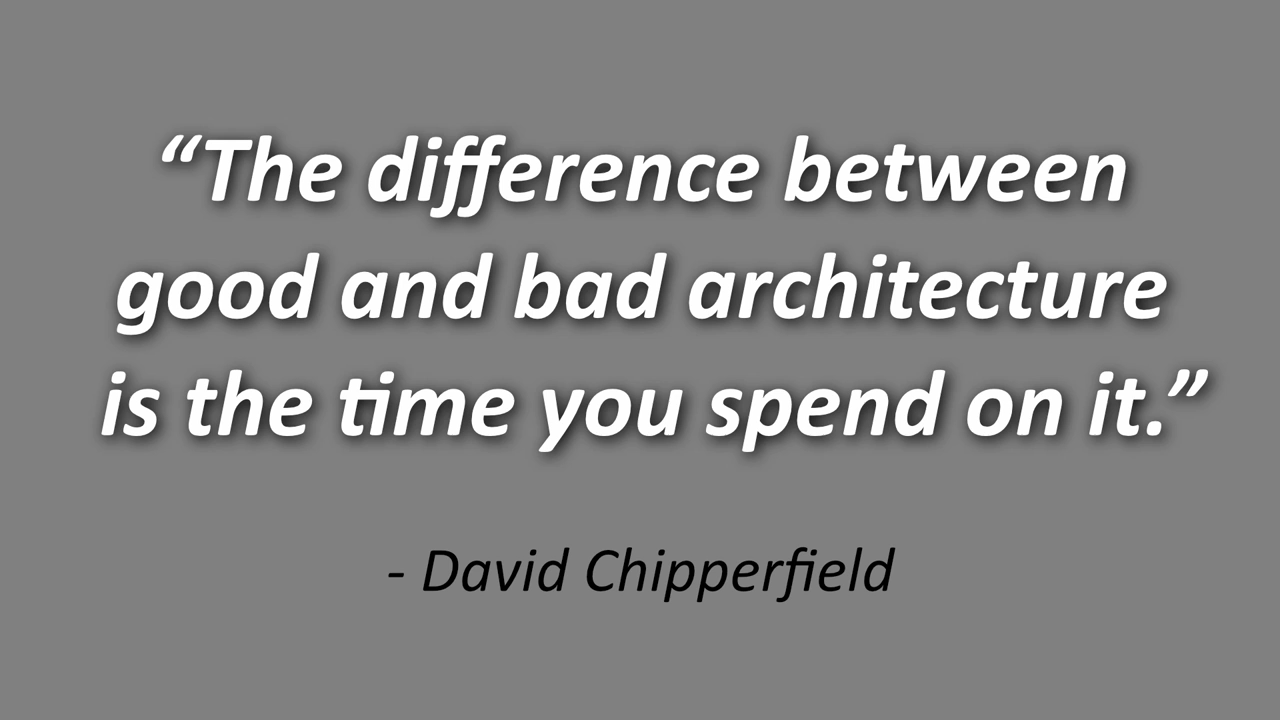 “The difference between
good and bad architecture
is the time you spend on it.”
- David Chipperfield